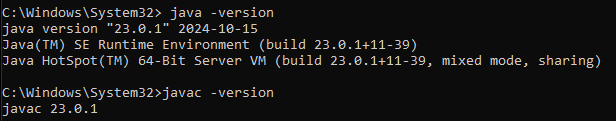 C:\Windows\System32> java -version
java version "23.0.1" 2024-10-15
Java(TM) SE Runtime Environment (build 23.0.1+11-39)
Java HotSpot(TM) 64-Bit Server VM (build 23.0.1+11-39, mixed mode, sharing)
C:\Windows\System32>javac -version
javac 23.0.1